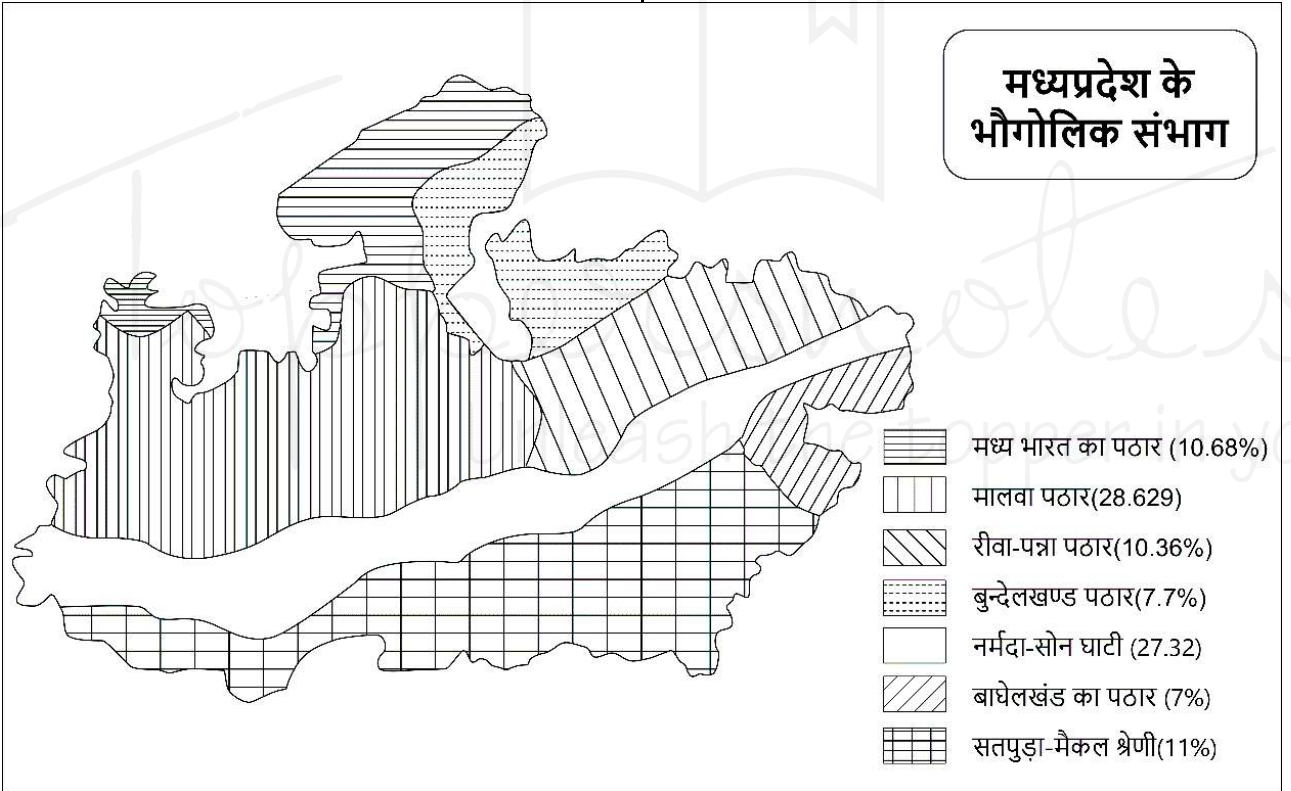 मध्यप्रदेश के
भौगोलिक संभाग
मध्य भारत का पठार (10.68%)
मालवा पठार(28.629)
रीवा-पन्ना पठार(10.36%)
बुन्देलखण्ड पठार(7.7%)
नर्मदा-सोन घाटी (27.32)
बाघेलखंड का पठार (7%)
सतपुड़ा-मैकल श्रेणी(11%)